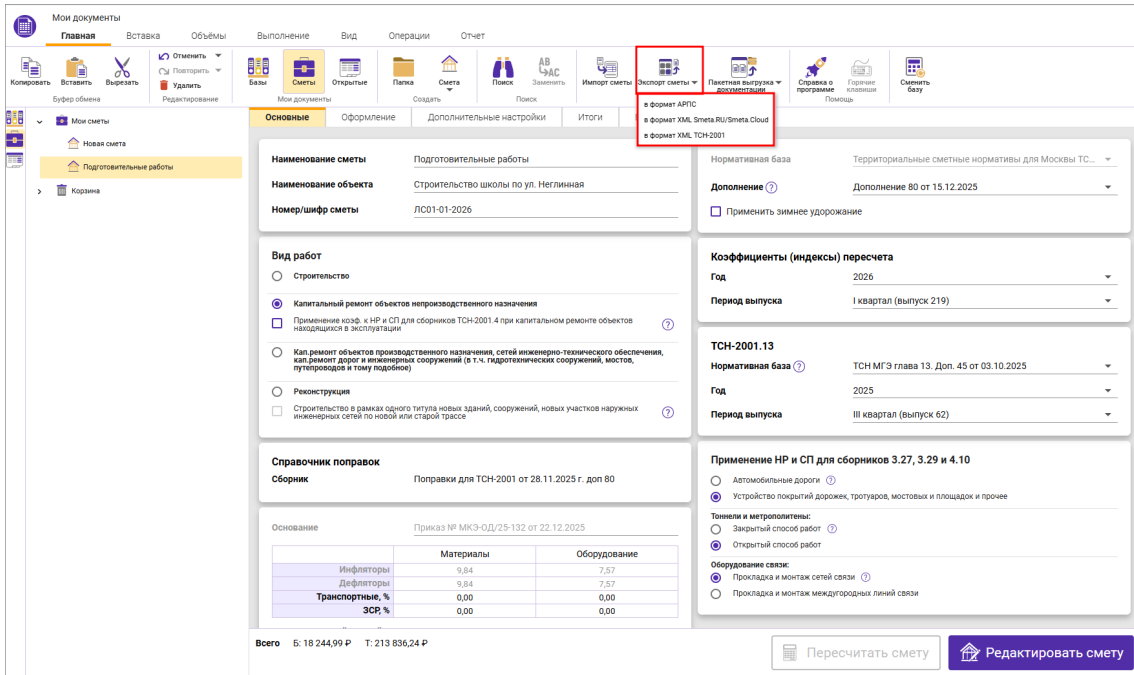 Мои документы
Главная Вставка Объёмы Выполнение Вид Операции Отчет
Копировать Вставить Вырезать
Отменить
Повторить
Удалить
Базы Сметы Открытые Папка Смета Поиск
AB
AC
Заменить Импорт сметы Экспорт сметы Пакетная выгрузка
документации
Справка о
программе
Горячие
клавиши
Сменить
базу
Буфер обмена Редактирование Мои документы Создать Поиск Помощь
в формат АРПС
в формат XML Smeta.RU/Smeta.Cloud
в формат XML ТСН-2001
Мои сметы
Новая смета
Подготовительные работы
Корзина
Основные Оформление Дополнительные настройки Итоги
Наименование сметы Подготовительные работы
Наименование объекта Строительство школы по ул. Неглинная
Номер/шифр сметы ЛС01-01-2026
Вид работ
Строительство
Капитальный ремонт объектов непроизводственного назначения
Применение коэф. к НР и СП для сборников ТСН-2001.4 при капитальном ремонте объектов
находящихся в эксплуатации ?
Кап.ремонт объектов производственного назначения, сетей инженерно-технического обеспечения,
кап.ремонт дорог и инженерных сооружений (в т.ч. гидротехнических сооружений, мостов,
путепроводов и тому подобное)
Реконструкция
Строительство в рамках одного титула новых зданий, сооружений, новых участков наружных
инженерных сетей по новой или старой трассе ?
Справочник поправок
Сборник Поправки для ТСН-2001 от 28.11.2025 г. доп 80
Основание Приказ № МКЭ-ОД/25-132 от 22.12.2025
Материалы Оборудование
Инфляторы 9,84 7,57
Дефляторы 9,84 7,57
Транспортные, % 0,00 0,00
ЗСР, % 0,00 0,00
Нормативная база Территориальные сметные нормативы для Москвы ТС...
Дополнение ? Дополнение 80 от 15.12.2025
Применить зимнее удорожание
Коэффициенты (индексы) пересчета
Год 2026
Период выпуска I квартал (выпуск 219)
ТСН-2001.13
Нормативная база ? ТСН МГЭ глава 13. Доп. 45 от 03.10.2025
Год 2025
Период выпуска III квартал (выпуск 62)
Применение НР и СП для сборников 3.27, 3.29 и 4.10
Автомобильные дороги ?
Устройство покрытий дорожек, тротуаров, мостовых и площадок и прочее
Тоннели и метрополитены:
Закрытый способ работ ?
Открытый способ работ
Оборудование связи:
Прокладка и монтаж сетей связи ?
Прокладка и монтаж междугородных линий связи
Всего Б: 18 244,99 ₽ Т: 213 836,24 ₽
Пересчитать смету Редактировать смету